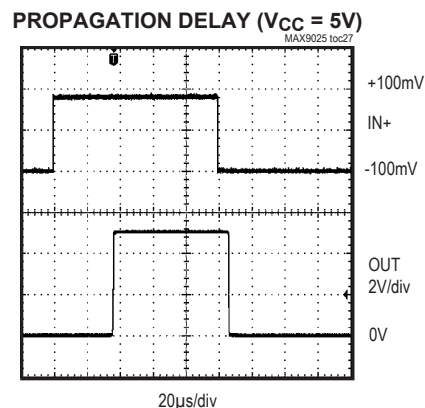 PROPAGATION DELAY (VCC = 5V)
MAX9025 toc27
+100mV
IN+
-100mV
OUT
2V/div
0V
20μs/div